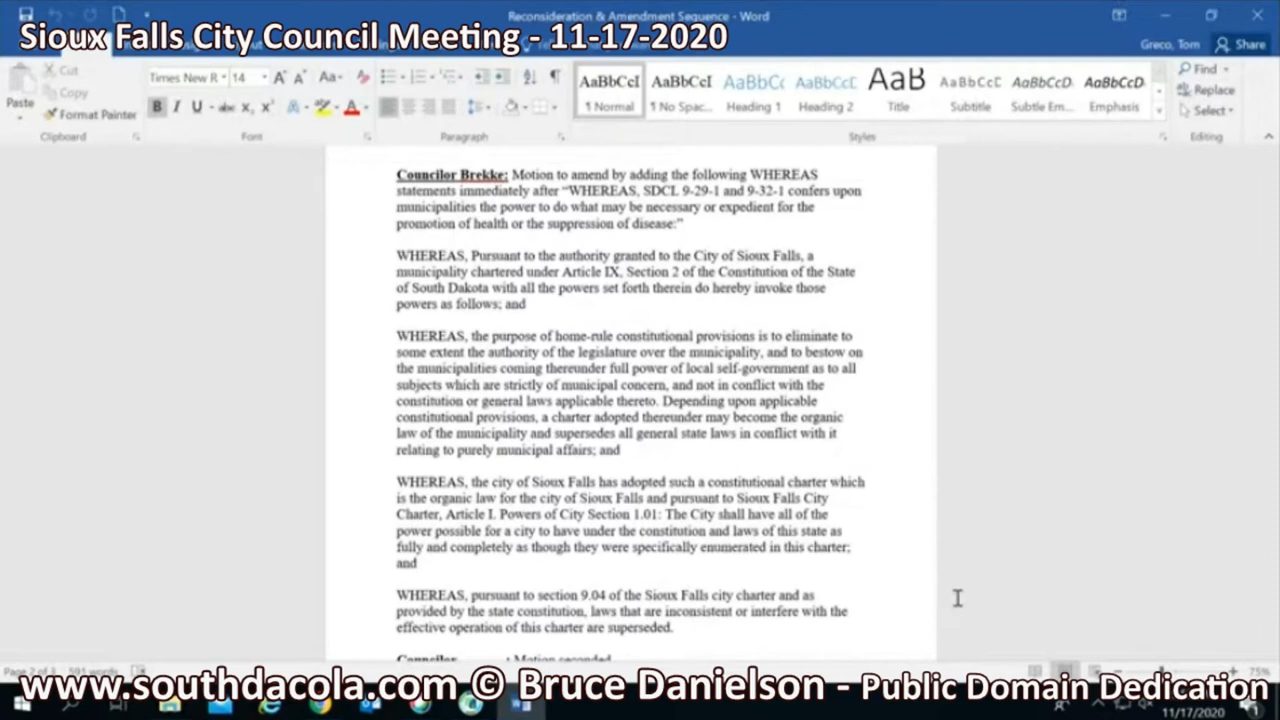 Reconsideration & Amendment Sequence - Word
Sioux Falls City Council Meeting - 11-17-2020
Greco, Tom
Share
Paste
Cut
Copy
Format Painter
Clipboard
Times New R
14
Font
Paragraph
AaBbCcI
¶ Normal
AaBbCcI
¶ No Spac...
AaBbCc
Heading 1
AaBbCcC
Heading 2
AaB
Title
AaBbCcC
Subtitle
AaBbCcD
Subtle Em...
AaBbCcD
Emphasis
Styles
Find
Replace
Select
Editing
Councilor Brekke: Motion to amend by adding the following WHEREAS
statements immediately after “WHEREAS, SDCL 9-29-1 and 9-32-1 confers upon
municipalities the power to do what may be necessary or expedient for the
promotion of health or the suppression of disease:”
WHEREAS, Pursuant to the authority granted to the City of Sioux Falls, a
municipality chartered under Article IX, Section 2 of the Constitution of the State
of South Dakota with all the powers set forth therein do hereby invoke those
powers as follows; and
WHEREAS, the purpose of home-rule constitutional provisions is to eliminate to
some extent the authority of the legislature over the municipality, and to bestow on
the municipalities coming thereunder full power of local self-government as to all
subjects which are strictly of municipal concern, and not in conflict with the
constitution or general laws applicable thereto. Depending upon applicable
constitutional provisions, a charter adopted thereunder may become the organic
law of the municipality and supersedes all general state laws in conflict with it
relating to purely municipal affairs; and
WHEREAS, the city of Sioux Falls has adopted such a constitutional charter which
is the organic law for the city of Sioux Falls and pursuant to Sioux Falls City
Charter, Article I. Powers of City Section 1.01: The City shall have all of the
power possible for a city to have under the constitution and laws of this state as
fully and completely as though they were specifically enumerated in this charter;
and
WHEREAS, pursuant to section 9.04 of the Sioux Falls city charter and as
provided by the state constitution, laws that are inconsistent or interfere with the
effective operation of this charter are superseded.
Councilor : Motion seconded
591 words
75%
www.southdacola.com © Bruce Danielson - Public Domain Dedication
11/17/2020